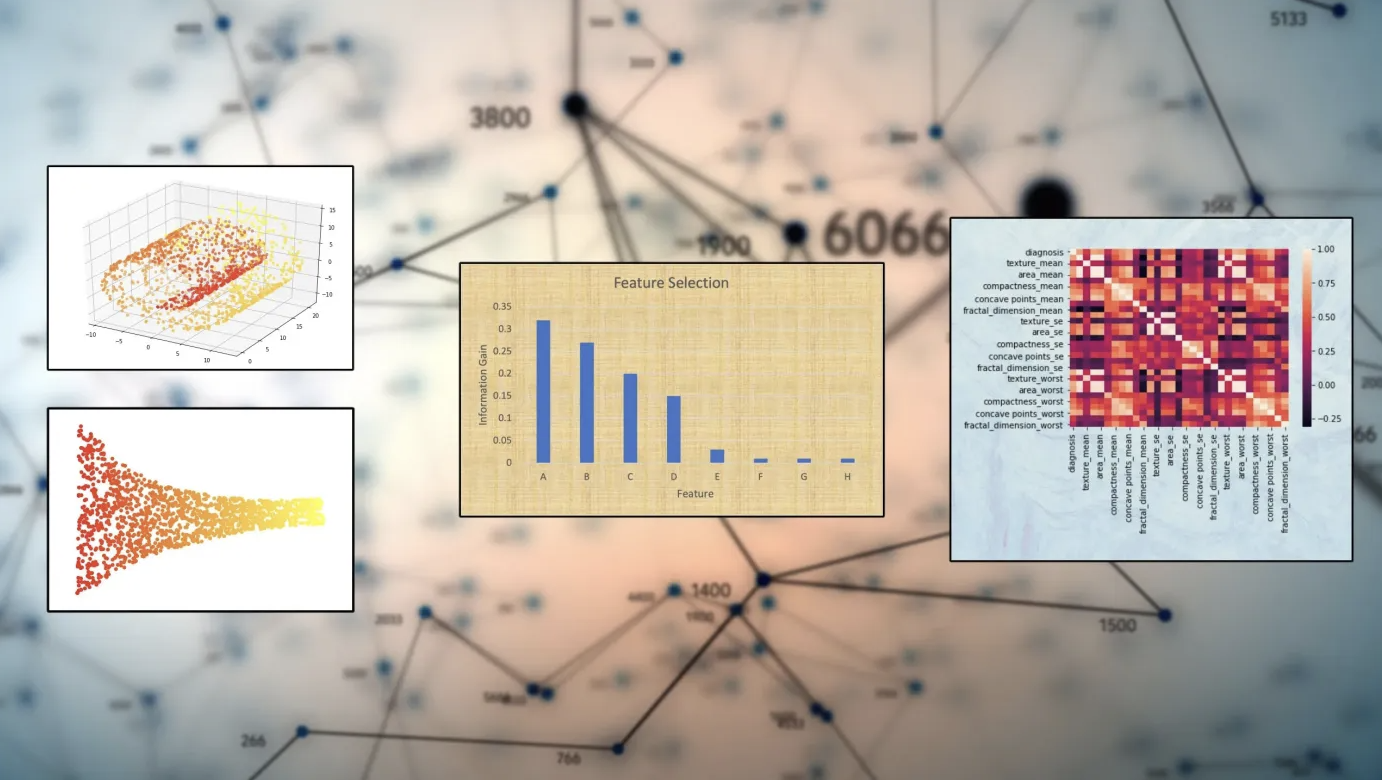 5133
3800
6066
1900
3566
15
10
5
0
-5
-10
20
15
10
5
0
-10
-5
0
5
10
Feature Selection
Information Gain
0.35
0.3
0.25
0.2
0.15
0.1
0.05
0
A B C D E F G H
Feature
diagnosis
texture_mean
area_mean
compactness_mean
concave points_mean
fractal_dimension_mean
texture_se
area_se
compactness_se
concave points_se
fractal_dimension_se
texture_worst
area_worst
compactness_worst
concave points_worst
fractal_dimension_worst
1.00
0.75
0.50
0.25
0.00
−0.25
diagnosis
texture_mean
area_mean
compactness_mean
concave points_mean
fractal_dimension_mean
texture_se
area_se
compactness_se
concave points_se
fractal_dimension_se
texture_worst
area_worst
compactness_worst
concave points_worst
fractal_dimension_worst
1400
1500
266
766